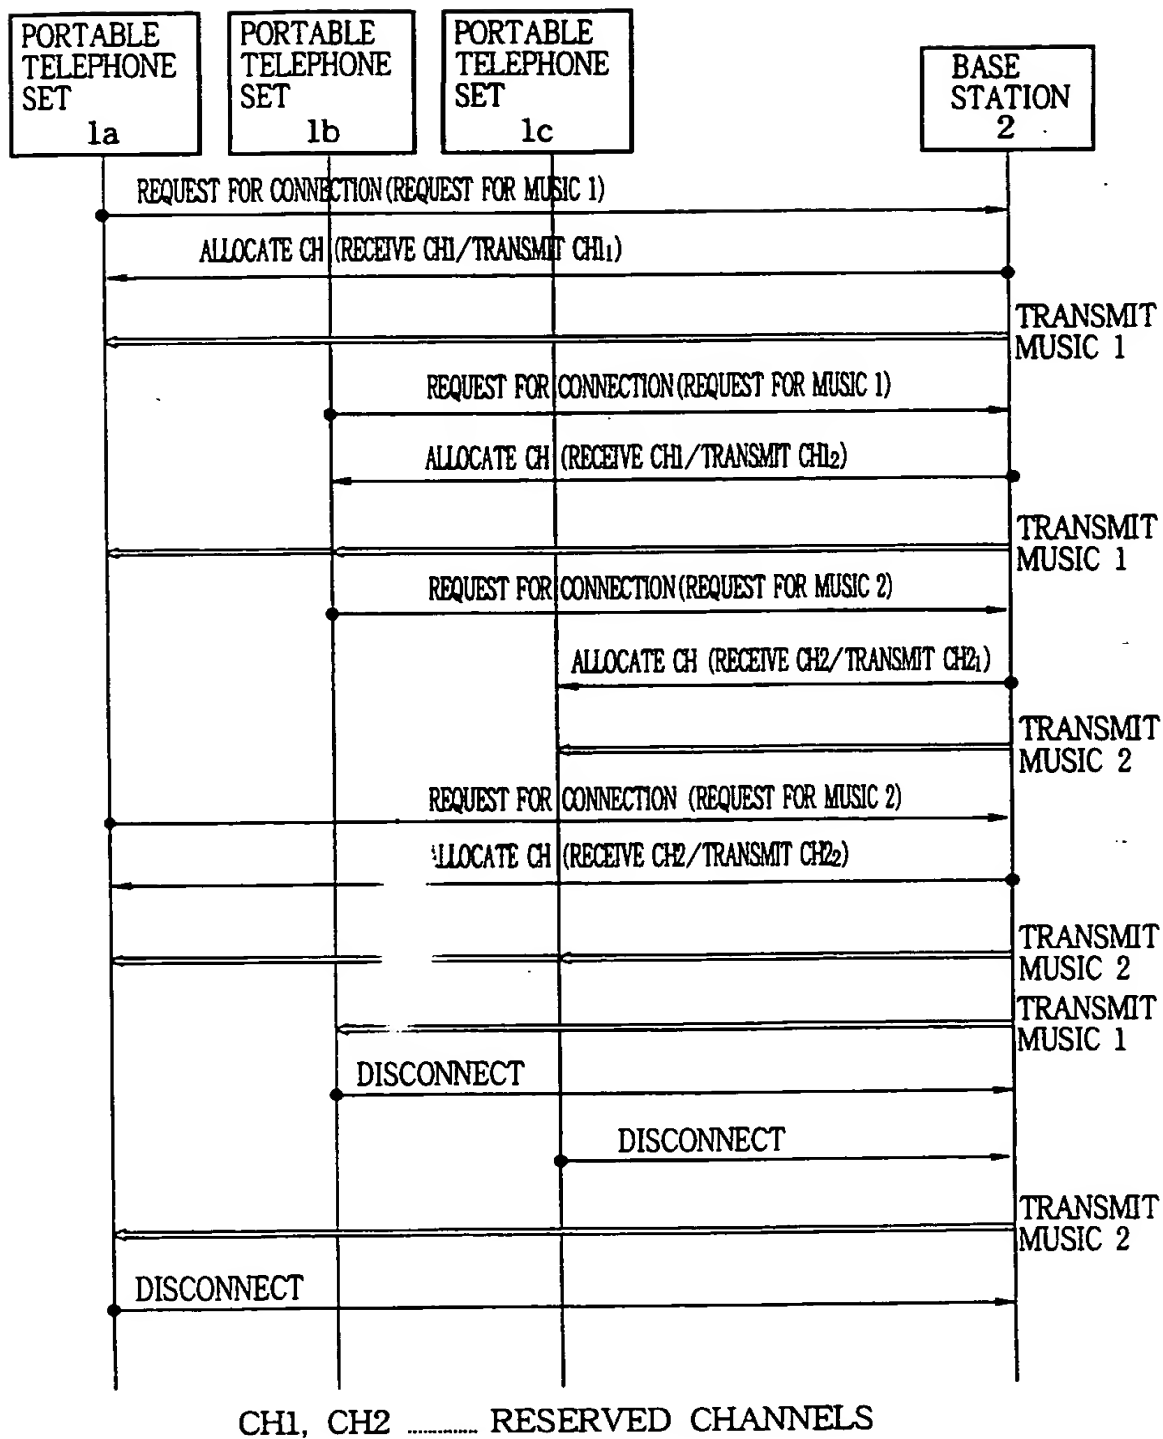 PORTABLE
TELEPHONE
SET
1a
PORTABLE
TELEPHONE
SET
1b
PORTABLE
TELEPHONE
SET
1c
BASE
STATION
2
REQUEST FOR CONNECTION (REQUEST FOR MUSIC 1)
ALLOCATE CH (RECEIVE CH1/TRANSMIT CH1₁)
TRANSMIT
MUSIC 1
REQUEST FOR CONNECTION (REQUEST FOR MUSIC 1)
ALLOCATE CH (RECEIVE CH1/TRANSMIT CH1₂)
TRANSMIT
MUSIC 1
REQUEST FOR CONNECTION (REQUEST FOR MUSIC 2)
ALLOCATE CH (RECEIVE CH2/TRANSMIT CH2₁)
TRANSMIT
MUSIC 2
REQUEST FOR CONNECTION (REQUEST FOR MUSIC 2)
LLOCATE CH (RECEIVE CH2/TRANSMIT CH2₂)
TRANSMIT
MUSIC 2
TRANSMIT
MUSIC 1
DISCONNECT
DISCONNECT
TRANSMIT
MUSIC 2
DISCONNECT
CH1, CH2 ............ RESERVED CHANNELS